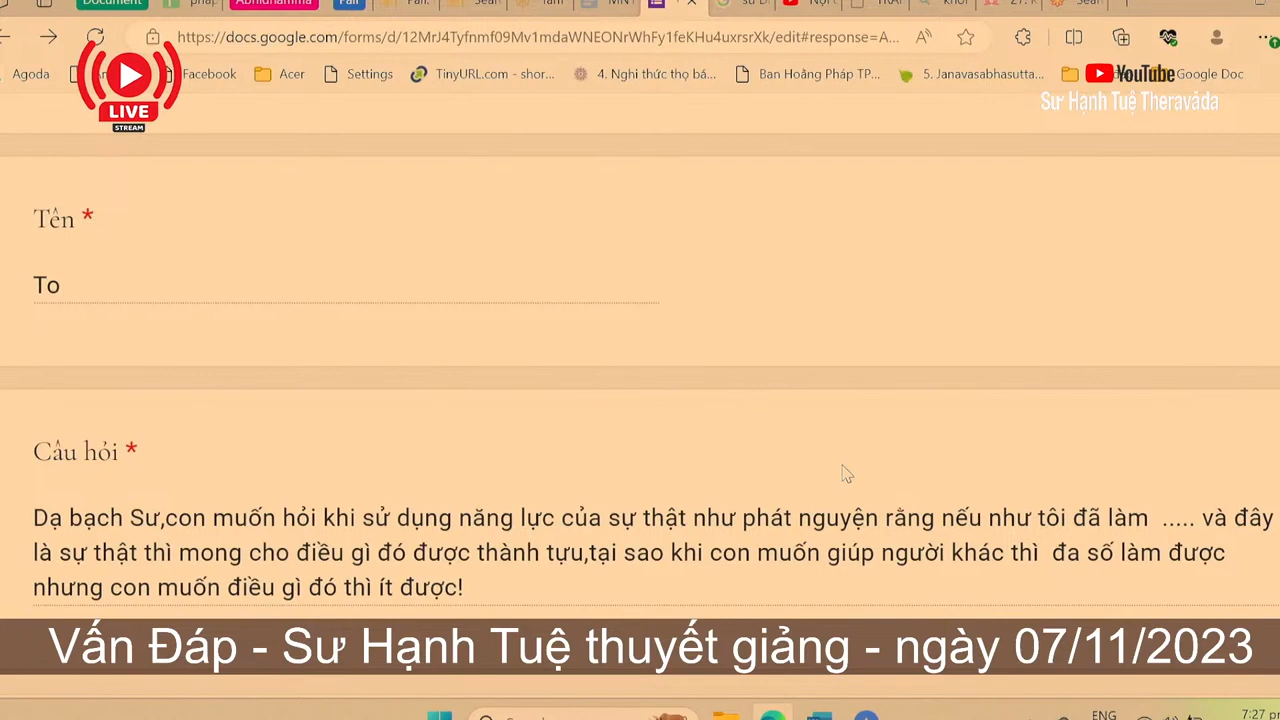 Document
Abhidhamma
https://docs.google.com/forms/d/12MrJ4Tyfnmf09Mv1mdaWNEONrWhFy1feKHu4uxrsrXk/edit#response=A...
Agoda
Facebook
Acer
Settings
TinyURL.com - shor...
4. Nghi thức thọ bá...
Ban Hoằng Pháp TP...
5. Janavasabhasutta...
YouTube
Google Doc
LIVE
STREAM
Sư Hạnh Tuệ Theravāda
Tên *
To
Câu hỏi *
Dạ bạch Sư,con muốn hỏi khi sử dụng năng lực của sự thật như phát nguyện rằng nếu như tôi đã làm ..... và đây
là sự thật thì mong cho điều gì đó được thành tựu,tại sao khi con muốn giúp người khác thì đa số làm được
nhưng con muốn điều gì đó thì ít được!
Vấn Đáp - Sư Hạnh Tuệ thuyết giảng - ngày 07/11/2023
ENG